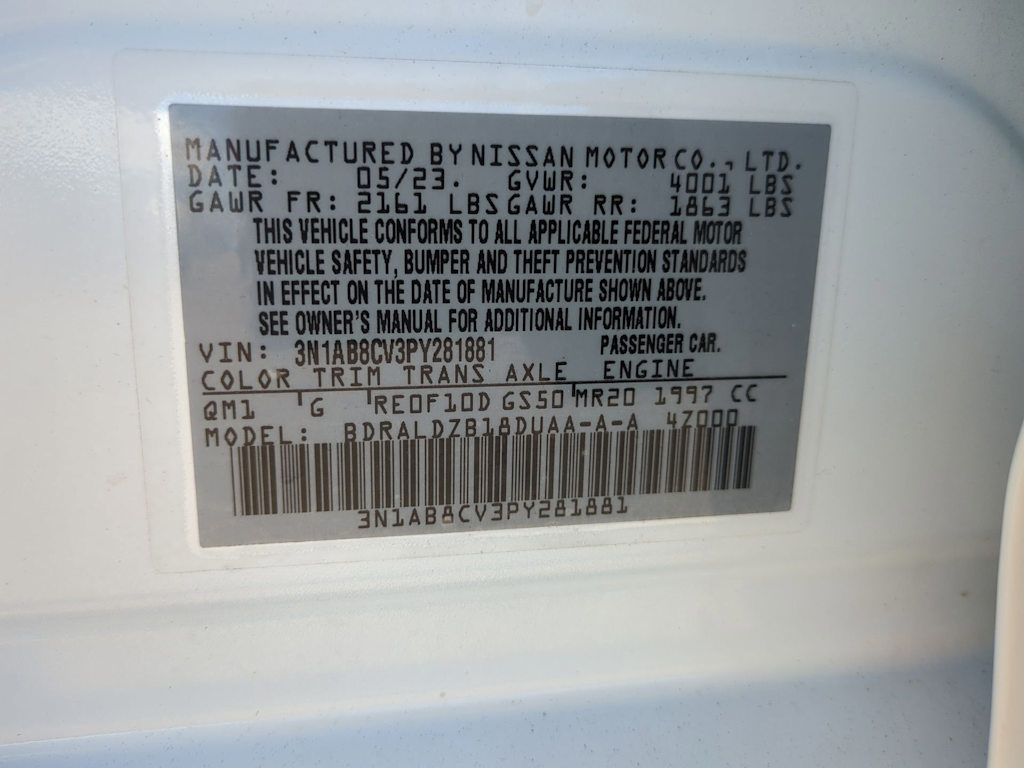 MANUFACTURED BY NISSAN MOTOR CO., LTD.
DATE: 05/23. GVWR: 4001 LBS
GAWR FR: 2161 LBS GAWR RR: 1863 LBS
THIS VEHICLE CONFORMS TO ALL APPLICABLE FEDERAL MOTOR
VEHICLE SAFETY, BUMPER AND THEFT PREVENTION STANDARDS
IN EFFECT ON THE DATE OF MANUFACTURE SHOWN ABOVE.
SEE OWNER'S MANUAL FOR ADDITIONAL INFORMATION.
VIN: 3N1AB8CV3PY281881 PASSENGER CAR.
COLOR TRIM TRANS AXLE ENGINE
QM1 G RE0F10D GS50 MR20 1997 CC
MODEL: BDRALDZB18DUAA-A-A 4Z000
3N1AB8CV3PY281881